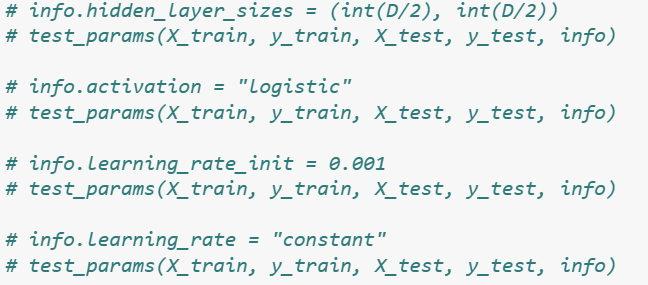 # info.hidden_layer_sizes = (int(D/2), int(D/2))
# test_params(X_train, y_train, X_test, y_test, info)
# info.activation = "logistic"
# test_params(X_train, y_train, X_test, y_test, info)
# info.learning_rate_init = 0.001
# test_params(X_train, y_train, X_test, y_test, info)
# info.learning_rate = "constant"
# test_params(X_train, y_train, X_test, y_test, info)